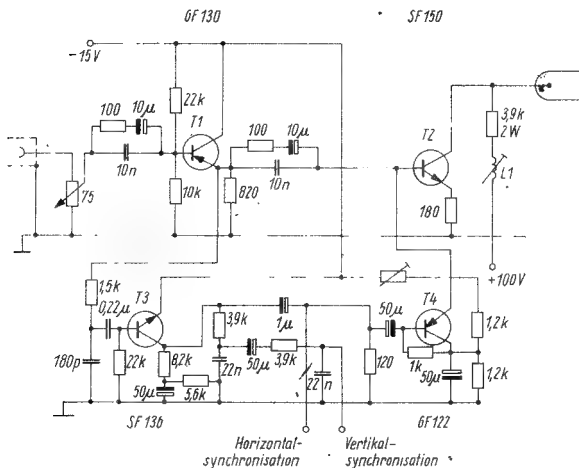 GF 130
SF 150
−15V
22k
100
10μ
T1
10n
75
10k
820
100
10μ
10n
T2
180
3,9k
2W
L1
+100V
1,5k
0,22μ
T3
180p
22k
8,2k
50μ
5,6k
3,9k
22n
1μ
50μ
3,9k
22n
50μ
120
T4
1k
50μ
1,2k
1,2k
SF 136
GF 122
Horizontal-
synchronisation
Vertikal-
synchronisation